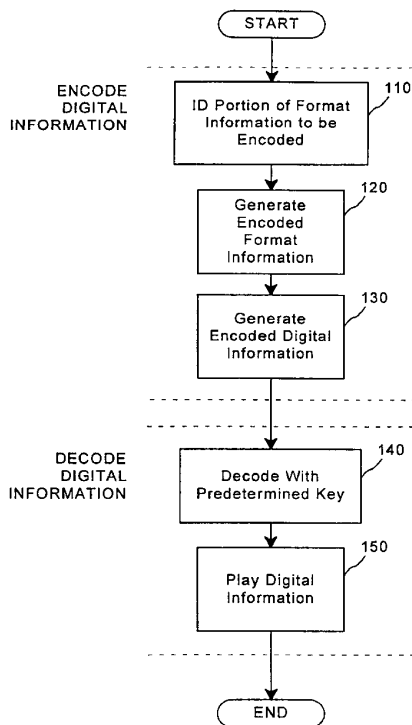 START
ENCODE
DIGITAL
INFORMATION
110
ID Portion of Format
Information to be
Encoded
120
Generate
Encoded
Format
Information
130
Generate
Encoded Digital
Information
DECODE
DIGITAL
INFORMATION
140
Decode With
Predetermined Key
150
Play Digital
Information
END